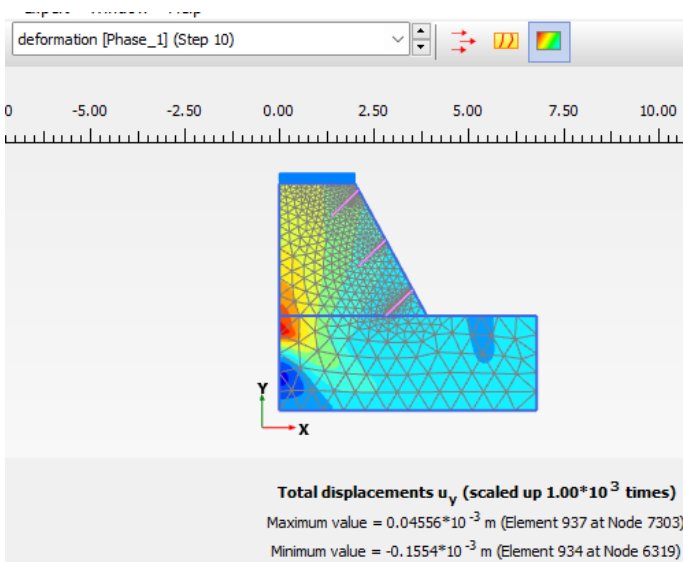 deformation [Phase_1] (Step 10)
0 -5.00 -2.50 0.00 2.50 5.00 7.50 10.00
Y
X
Total displacements uy (scaled up 1.00*10 3 times)
Maximum value = 0.04556*10 -3 m (Element 937 at Node 7303)
Minimum value = -0.1554*10 -3 m (Element 934 at Node 6319)